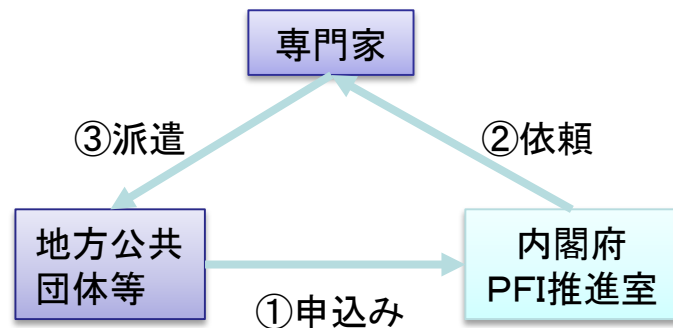 専門家
③派遣
②依頼
地方公共
団体等
内閣府
PFI推進室
①申込み